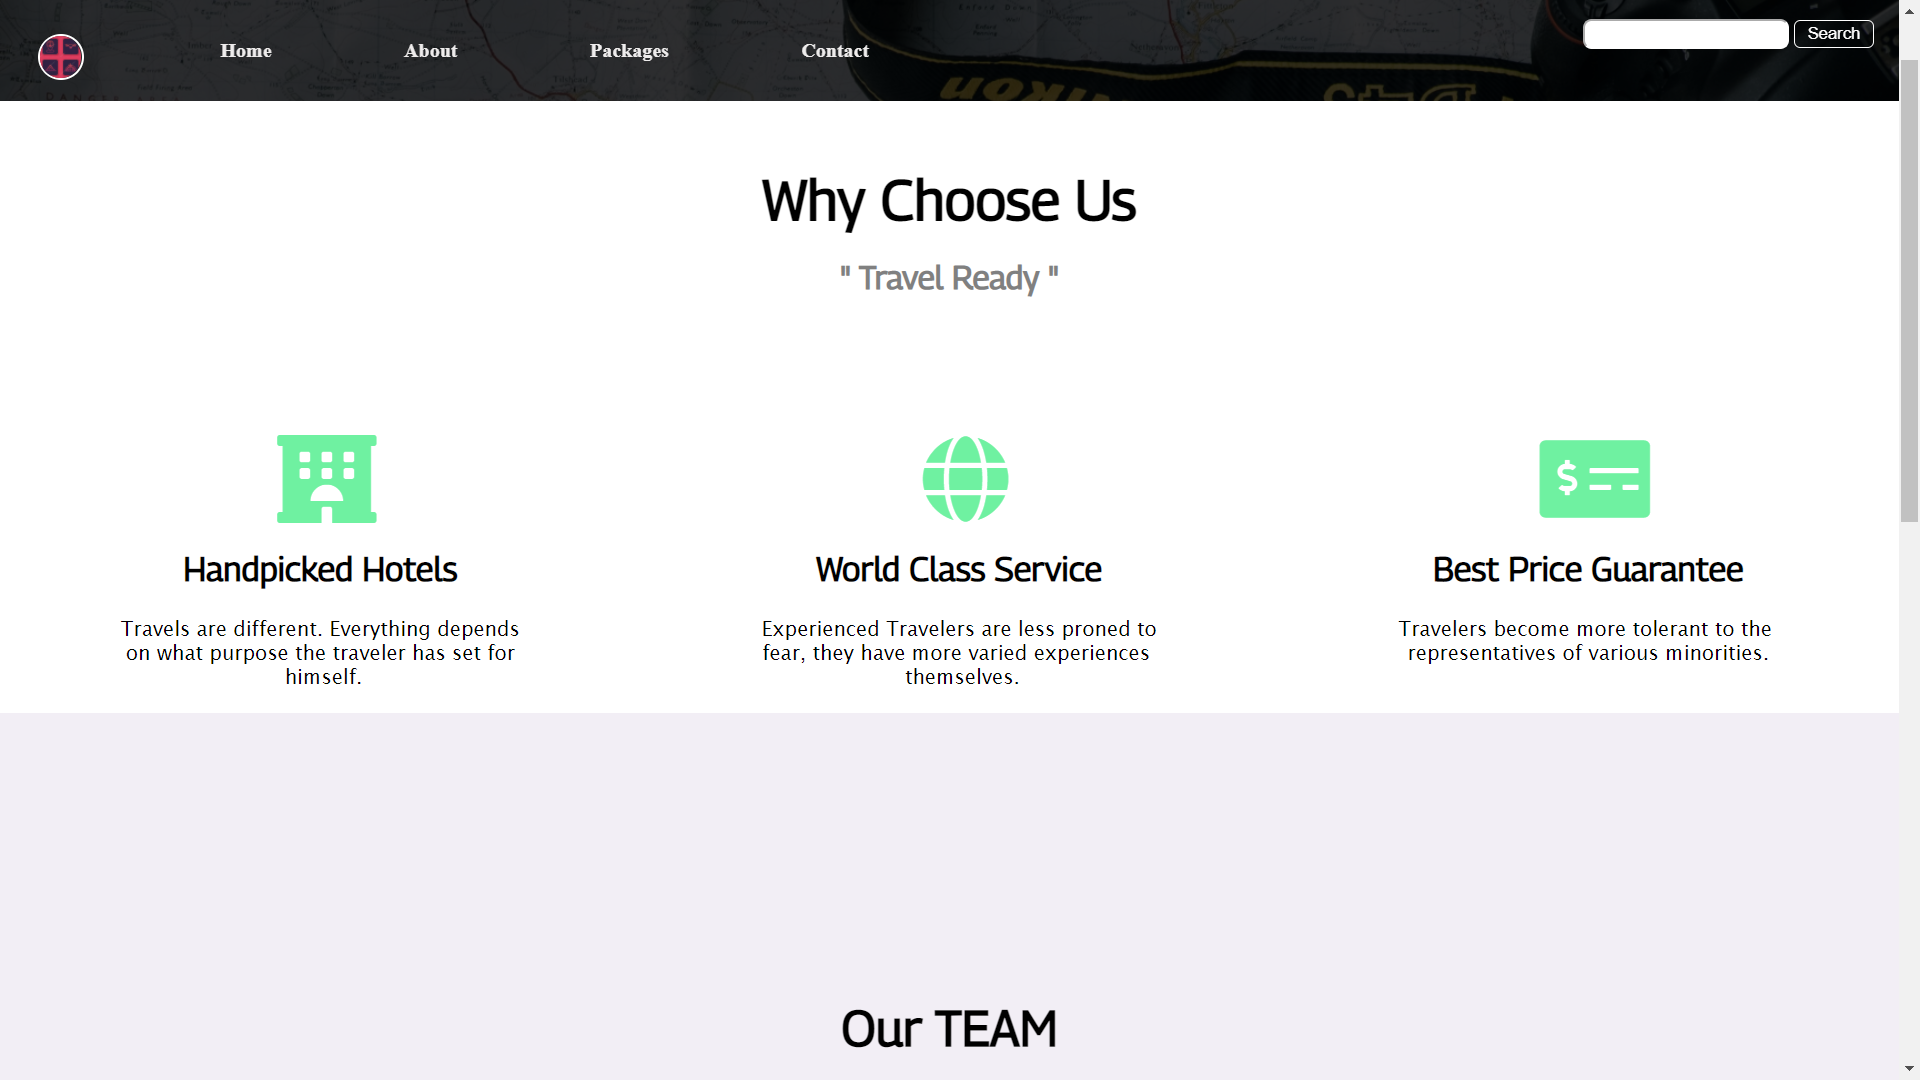 Home
About
Packages
Contact
Search
Why Choose Us
" Travel Ready "
Handpicked Hotels
Travels are different. Everything depends
on what purpose the traveler has set for
himself.
World Class Service
Experienced Travelers are less proned to
fear, they have more varied experiences
themselves.
Best Price Guarantee
Travelers become more tolerant to the
representatives of various minorities.
Our TEAM